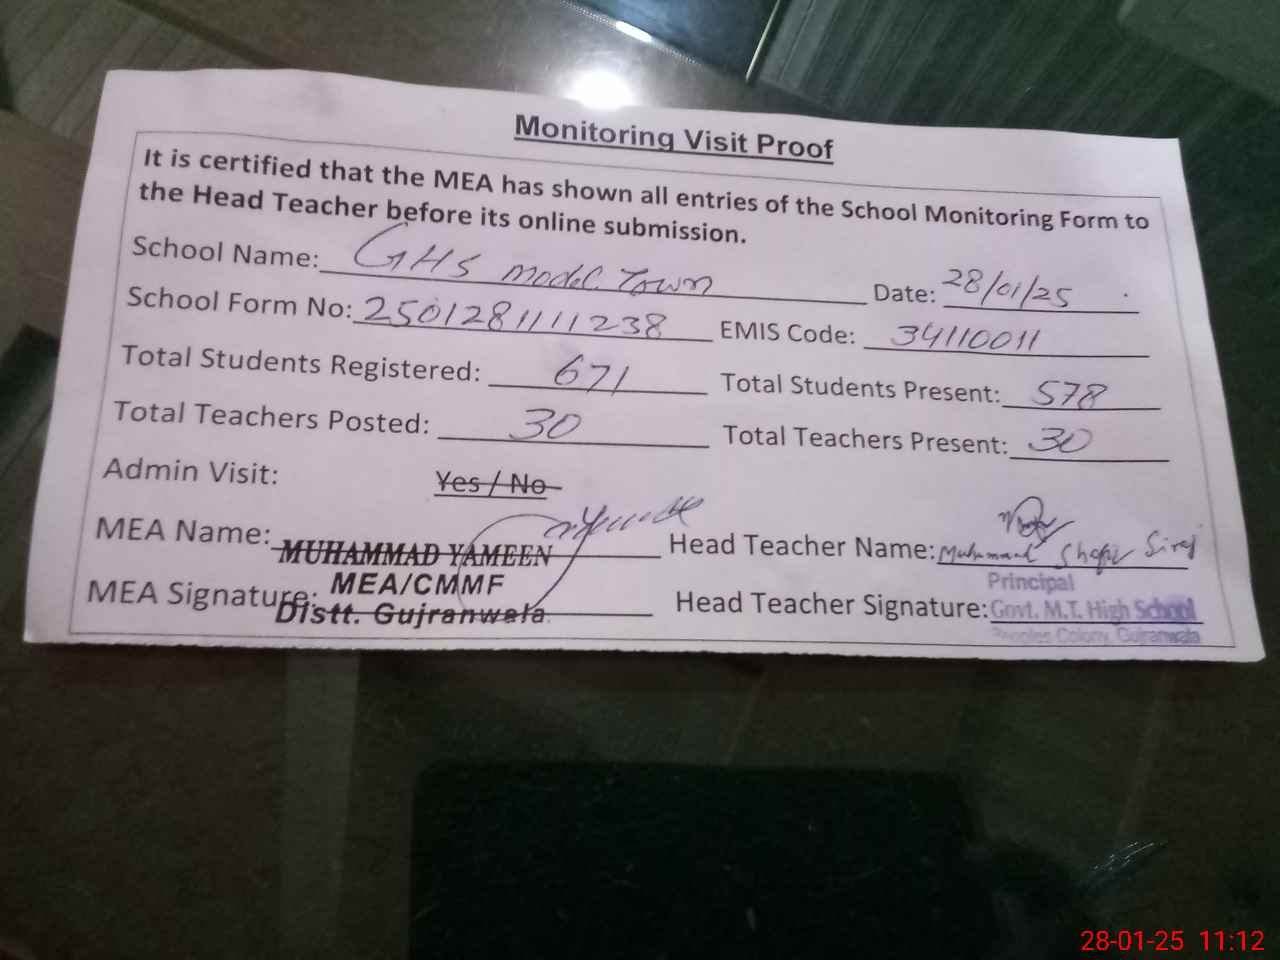 Monitoring Visit Proof
It is certified that the MEA has shown all entries of the School Monitoring Form to
the Head Teacher before its online submission.
School Name: GHS model Town Date: 28/01/25
School Form No: 2501281111238 EMIS Code: 34110011
Total Students Registered: 671 Total Students Present: 578
Total Teachers Posted: 30 Total Teachers Present: 30
Admin Visit: Yes / No
MEA Name: MUHAMMAD YAMEEN Head Teacher Name: Muhammad Shafi Siraj
MEA/CMMF Principal
MEA Signature: Distt. Gujranwala Head Teacher Signature: Govt. M.T. High School
Peoples Colony, Gujranwala
28-01-25 11:12